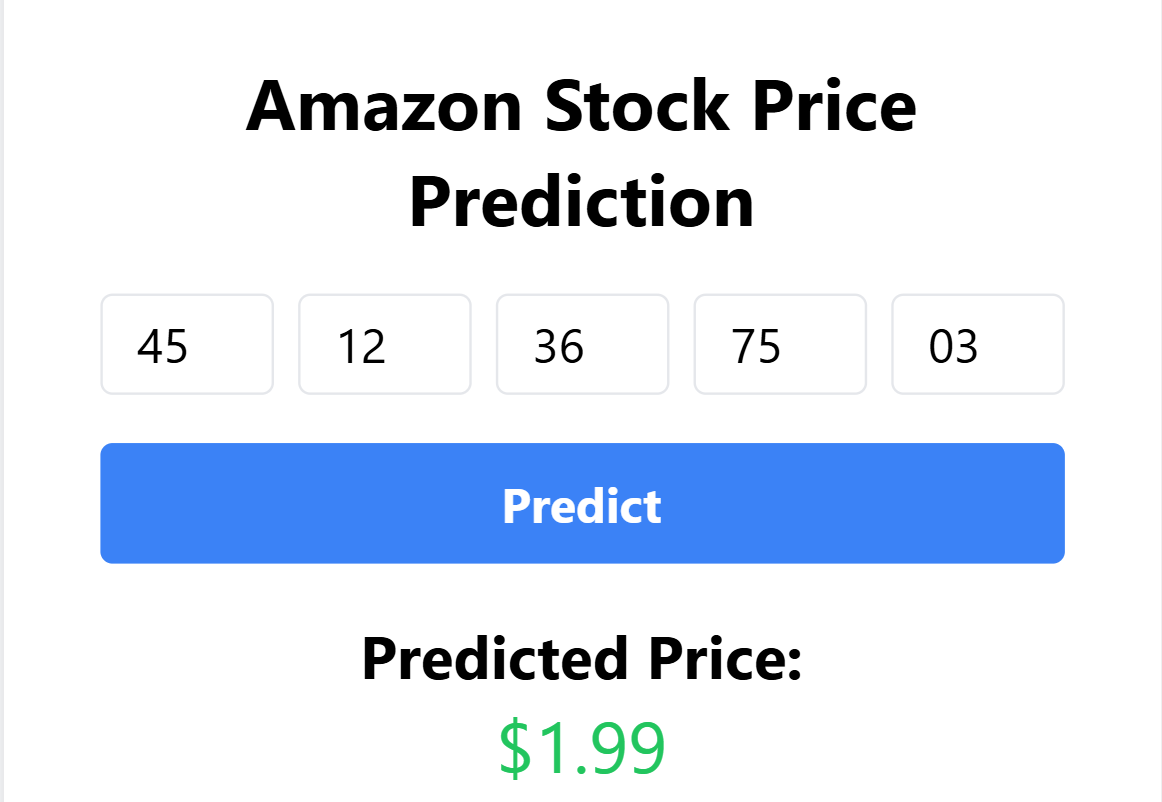 Amazon Stock Price
Prediction
45 12 36 75 03
Predict
Predicted Price:
$1.99